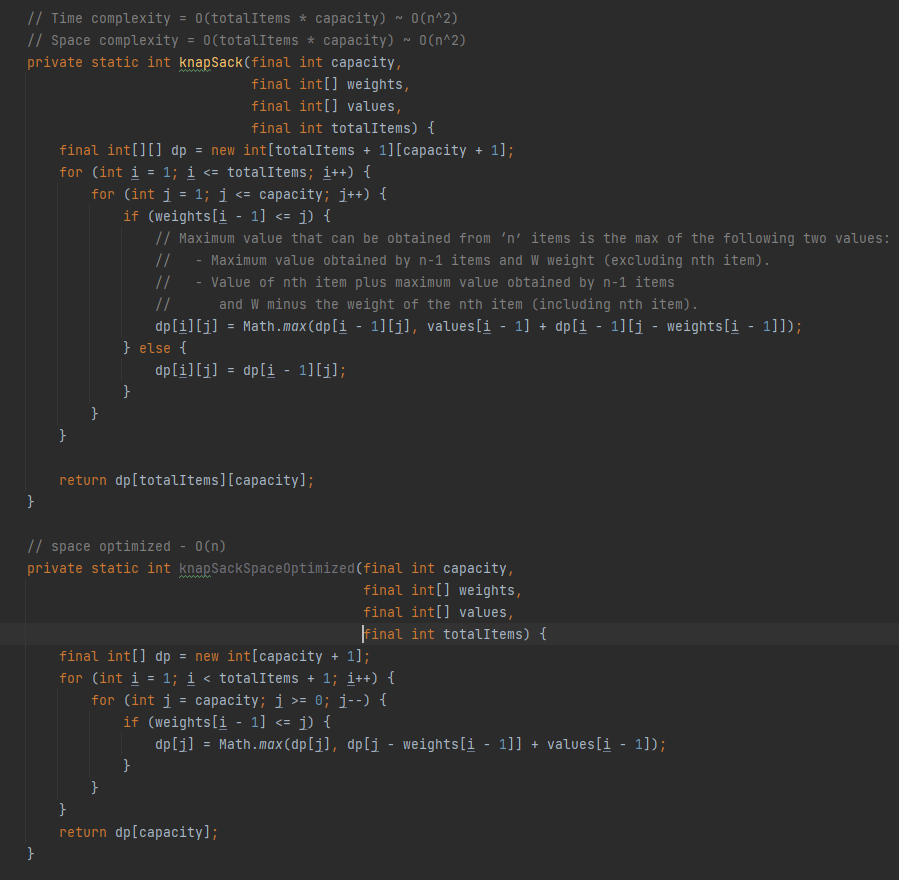 // Time complexity = O(totalItems * capacity) ~ O(n^2)
// Space complexity = O(totalItems * capacity) ~ O(n^2)
private static int knapSack(final int capacity,
                            final int[] weights,
                            final int[] values,
                            final int totalItems) {
    final int[][] dp = new int[totalItems + 1][capacity + 1];
    for (int i = 1; i <= totalItems; i++) {
        for (int j = 1; j <= capacity; j++) {
            if (weights[i - 1] <= j) {
                // Maximum value that can be obtained from ‘n’ items is the max of the following two values:
                //   - Maximum value obtained by n-1 items and W weight (excluding nth item).
                //   - Value of nth item plus maximum value obtained by n-1 items
                //      and W minus the weight of the nth item (including nth item).
                dp[i][j] = Math.max(dp[i - 1][j], values[i - 1] + dp[i - 1][j - weights[i - 1]]);
            } else {
                dp[i][j] = dp[i - 1][j];
            }
        }
    }

    return dp[totalItems][capacity];
}

// space optimized - O(n)
private static int knapSackSpaceOptimized(final int capacity,
                                          final int[] weights,
                                          final int[] values,
                                          final int totalItems) {
    final int[] dp = new int[capacity + 1];
    for (int i = 1; i < totalItems + 1; i++) {
        for (int j = capacity; j >= 0; j--) {
            if (weights[i - 1] <= j) {
                dp[j] = Math.max(dp[j], dp[j - weights[i - 1]] + values[i - 1]);
            }
        }
    }
    return dp[capacity];
}